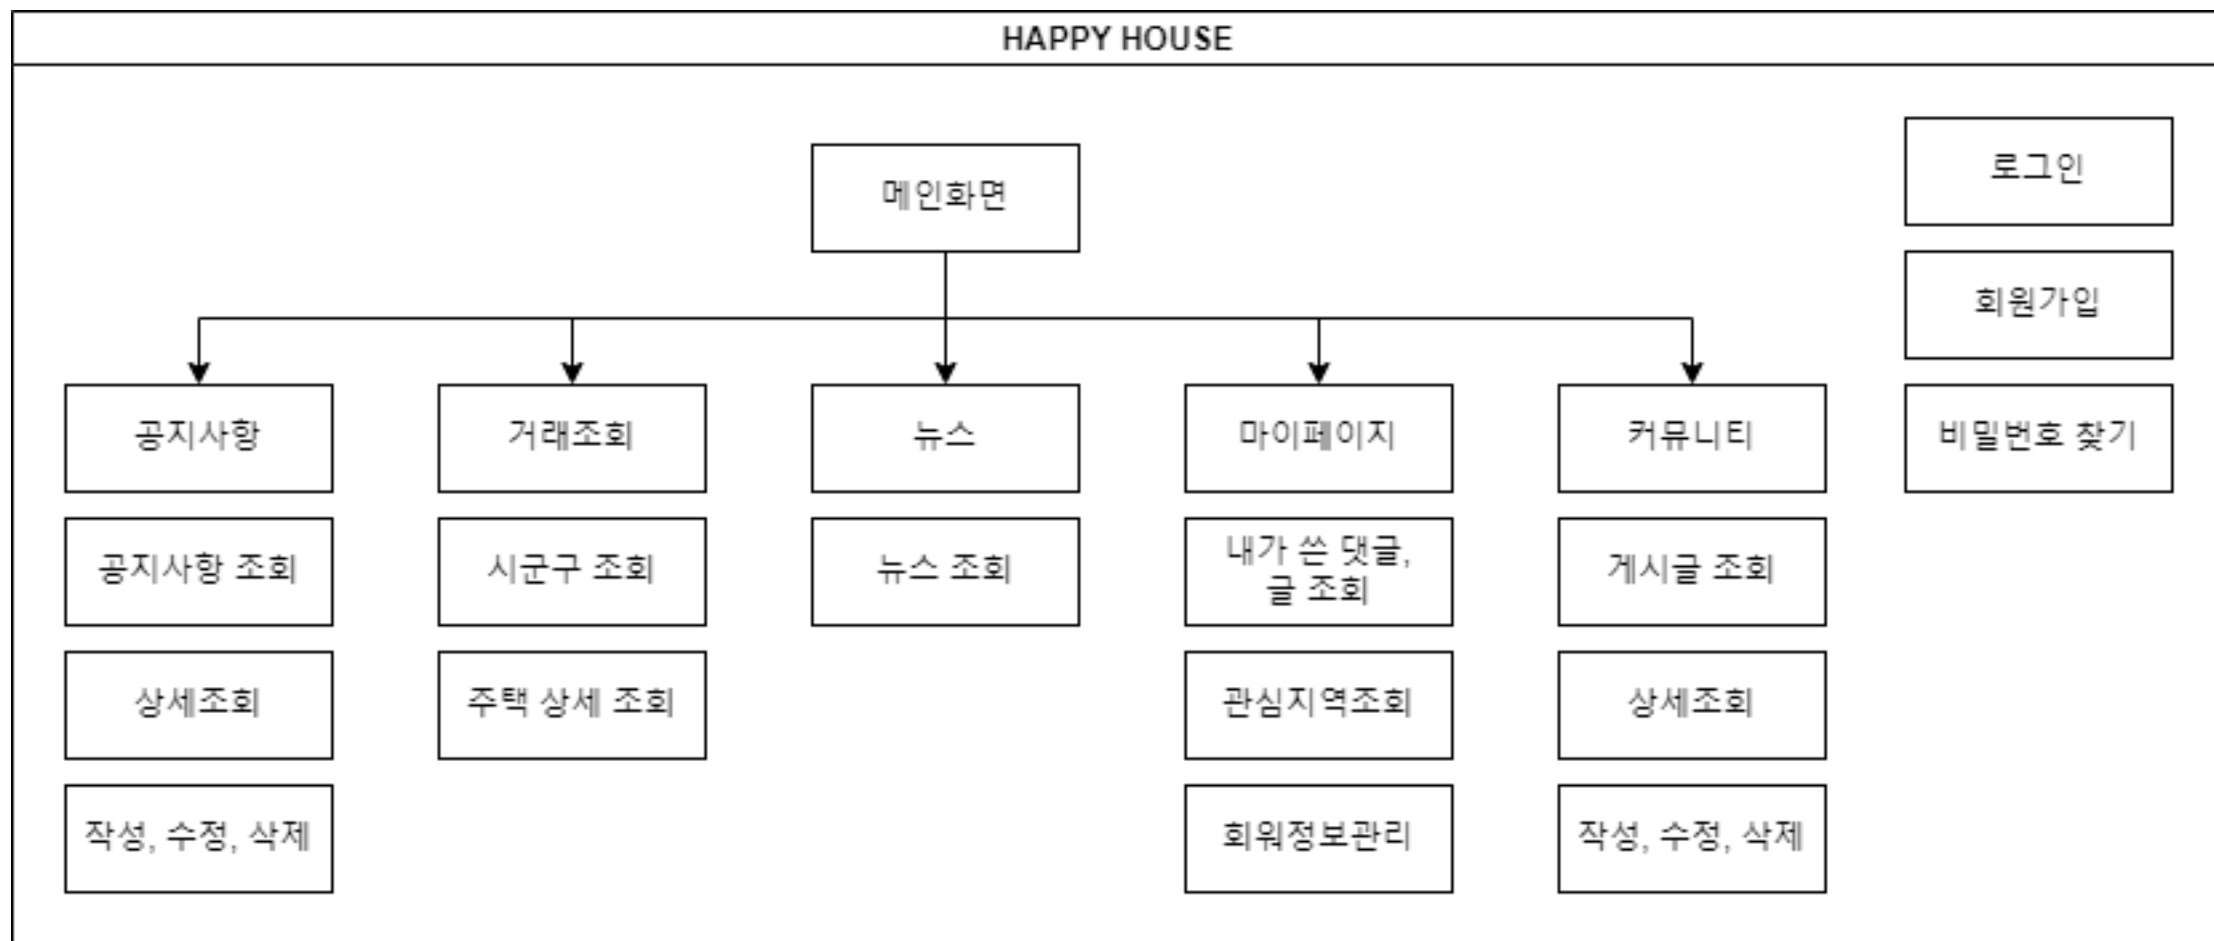 HAPPY HOUSE
메인화면
로그인
회원가입
공지사항
거래조회
뉴스
마이페이지
커뮤니티
비밀번호 찾기
공지사항 조회
시군구 조회
뉴스 조회
내가 쓴 댓글,
글 조회
게시글 조회
상세조회
주택 상세 조회
관심지역조회
상세조회
작성, 수정, 삭제
회워정보관리
작성, 수정, 삭제